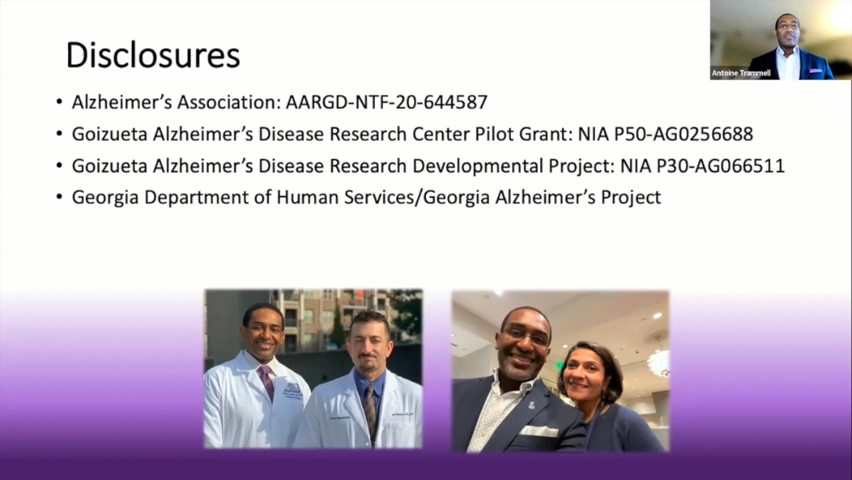 Disclosures
Antoine Trammell
• Alzheimer's Association: AARGD-NTF-20-644587
• Goizueta Alzheimer's Disease Research Center Pilot Grant: NIA P50-AG0256688
• Goizueta Alzheimer's Disease Research Developmental Project: NIA P30-AG066511
• Georgia Department of Human Services/Georgia Alzheimer's Project